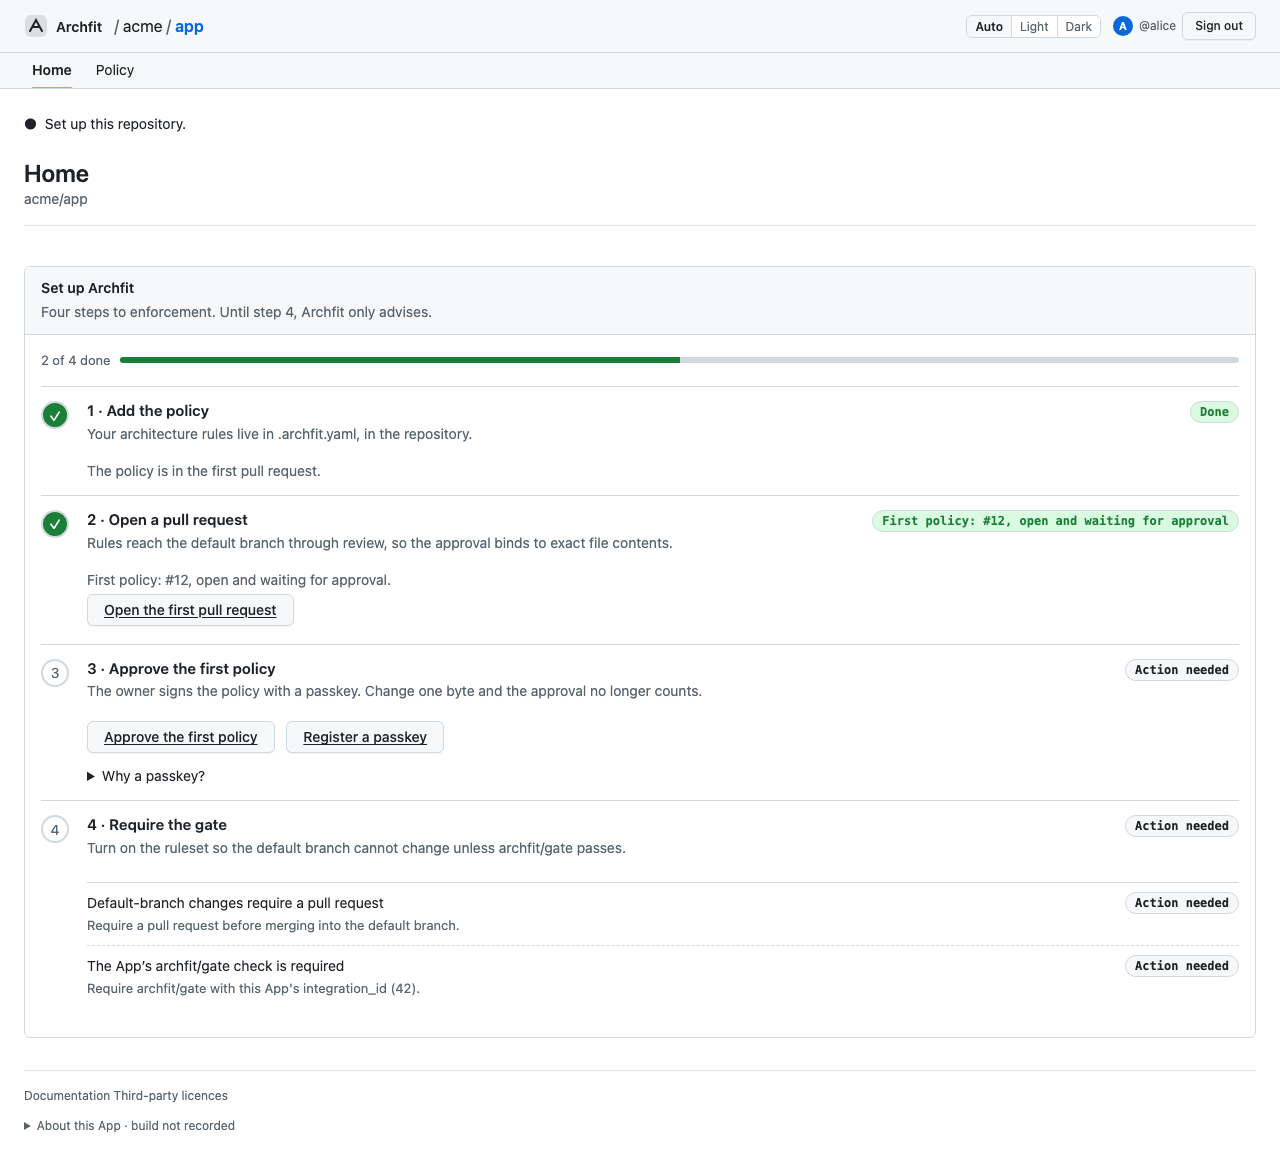 Archfit / acme / app
Auto Light Dark
A @alice Sign out
Home Policy
Set up this repository.
Home
acme/app
Set up Archfit
Four steps to enforcement. Until step 4, Archfit only advises.
2 of 4 done
1 · Add the policy
Done
Your architecture rules live in .archfit.yaml, in the repository.
The policy is in the first pull request.
2 · Open a pull request
First policy: #12, open and waiting for approval
Rules reach the default branch through review, so the approval binds to exact file contents.
First policy: #12, open and waiting for approval.
Open the first pull request
3
3 · Approve the first policy
Action needed
The owner signs the policy with a passkey. Change one byte and the approval no longer counts.
Approve the first policy
Register a passkey
Why a passkey?
4
4 · Require the gate
Action needed
Turn on the ruleset so the default branch cannot change unless archfit/gate passes.
Default-branch changes require a pull request
Action needed
Require a pull request before merging into the default branch.
The App’s archfit/gate check is required
Action needed
Require archfit/gate with this App's integration_id (42).
Documentation Third-party licences
About this App · build not recorded